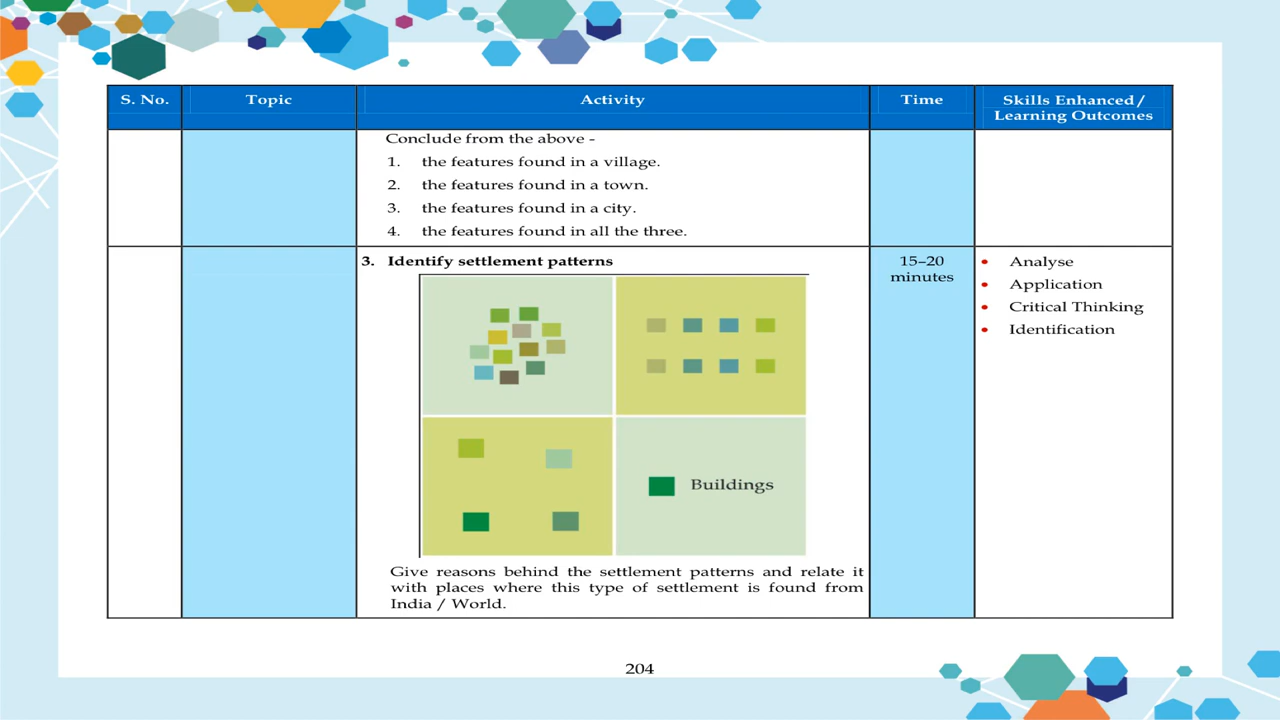 S. No.
Topic
Activity
Time
Skills Enhanced /
Learning Outcomes
Conclude from the above -
1. the features found in a village.
2. the features found in a town.
3. the features found in a city.
4. the features found in all the three.
3. Identify settlement patterns
Buildings
Give reasons behind the settlement patterns and relate it
with places where this type of settlement is found from
India / World.
15–20
minutes
• Analyse
• Application
• Critical Thinking
• Identification
204